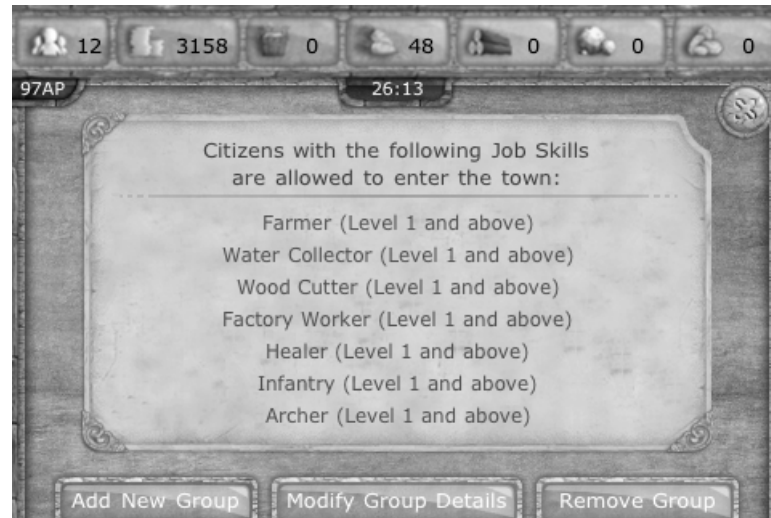 12 3158 0 48 0 0 0
97AP 26:13
Citizens with the following Job Skills
are allowed to enter the town:
Farmer (Level 1 and above)
Water Collector (Level 1 and above)
Wood Cutter (Level 1 and above)
Factory Worker (Level 1 and above)
Healer (Level 1 and above)
Infantry (Level 1 and above)
Archer (Level 1 and above)
Add New Group Modify Group Details Remove Group